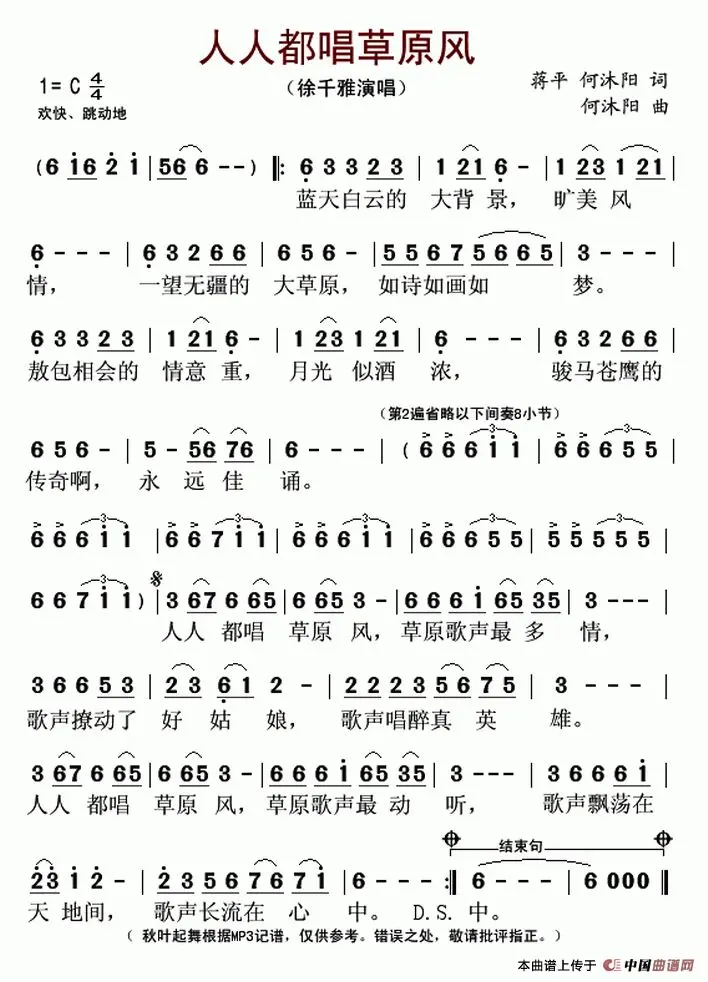 人人都唱草原风
1= C 4/4
（徐千雅演唱）
蒋平 何沐阳 词
欢快、跳动地
何沐阳 曲
( 6 i6 2 i | 56 6 - - ) ‖: 6 3 3 2 3 | 1 21 6 - | 1 23 1 21 |
蓝天白云的 大背 景， 旷美 风
6 - - - | 6 3 2 6 6 | 6 5 6 - | 5 5 6 7 5 6 6 5 | 3 - - - |
情， 一望无疆的 大草原， 如诗如画如 梦。
6 3 3 2 3 | 1 21 6 - | 1 23 1 21 | 6 - - - | 6 3 2 6 6 |
敖包相会的 情意 重， 月光 似酒 浓， 骏马苍鹰的
（第2遍省略以下间奏8小节）
6 5 6 - | 5 - 56 76 | 6 - - - | ( 6 6 6 i i | 6 6 6 5 5 |
传奇啊， 永 远 佳 诵。
6 6 6 i i | 6 6 7 i i | 6 6 6 i i | 6 6 6 5 5 | 5 5 5 5 5 |
6 6 7 i i ) | 3 67 6 65 | 6 65 3 - | 6 6 6 i 65 35 | 3 - - - |
人人 都唱 草原 风， 草原歌声最 多 情，
3 6 6 5 3 | 2 3 6 1 2 - | 2 2 2 3 5 6 7 5 | 3 - - - |
歌声撩动了 好 姑 娘， 歌声唱醉真 英 雄。
3 67 6 65 | 6 65 3 - | 6 6 6 i 65 35 | 3 - - - | 3 6 6 6 i |
人人 都唱 草原 风， 草原歌声最 动 听， 歌声飘荡在
结束句
23 i 2 - | 2 3 5 6 7 6 7 i | 6 - - - :‖ 6 - - - | 6 0 0 0 ‖
天 地间， 歌声长流在 心 中。 D.S. 中。
（ 秋叶起舞根据MP3记谱，仅供参考。错误之处，敬请批评指正。）
本曲谱上传于 中国曲谱网